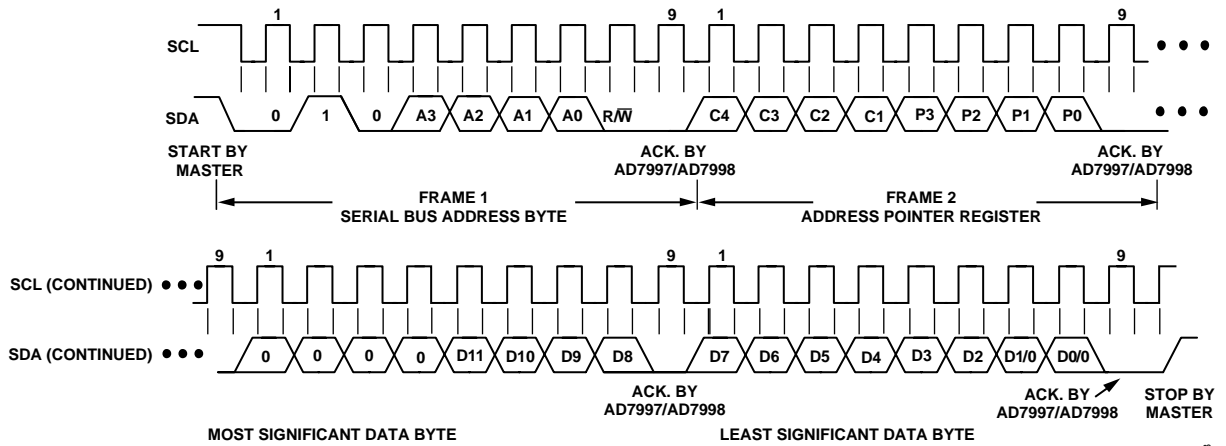 1 9 1 9
SCL
SDA 0 1 0 A3 A2 A1 A0 R/W̅ C4 C3 C2 C1 P3 P2 P1 P0
START BY MASTER
ACK. BY AD7997/AD7998
ACK. BY AD7997/AD7998
FRAME 1
SERIAL BUS ADDRESS BYTE
FRAME 2
ADDRESS POINTER REGISTER
9 1 9 1 9
SCL (CONTINUED)
SDA (CONTINUED) 0 0 0 0 D11 D10 D9 D8 D7 D6 D5 D4 D3 D2 D1/0 D0/0
ACK. BY AD7997/AD7998
ACK. BY AD7997/AD7998
STOP BY MASTER
MOST SIGNIFICANT DATA BYTE
LEAST SIGNIFICANT DATA BYTE